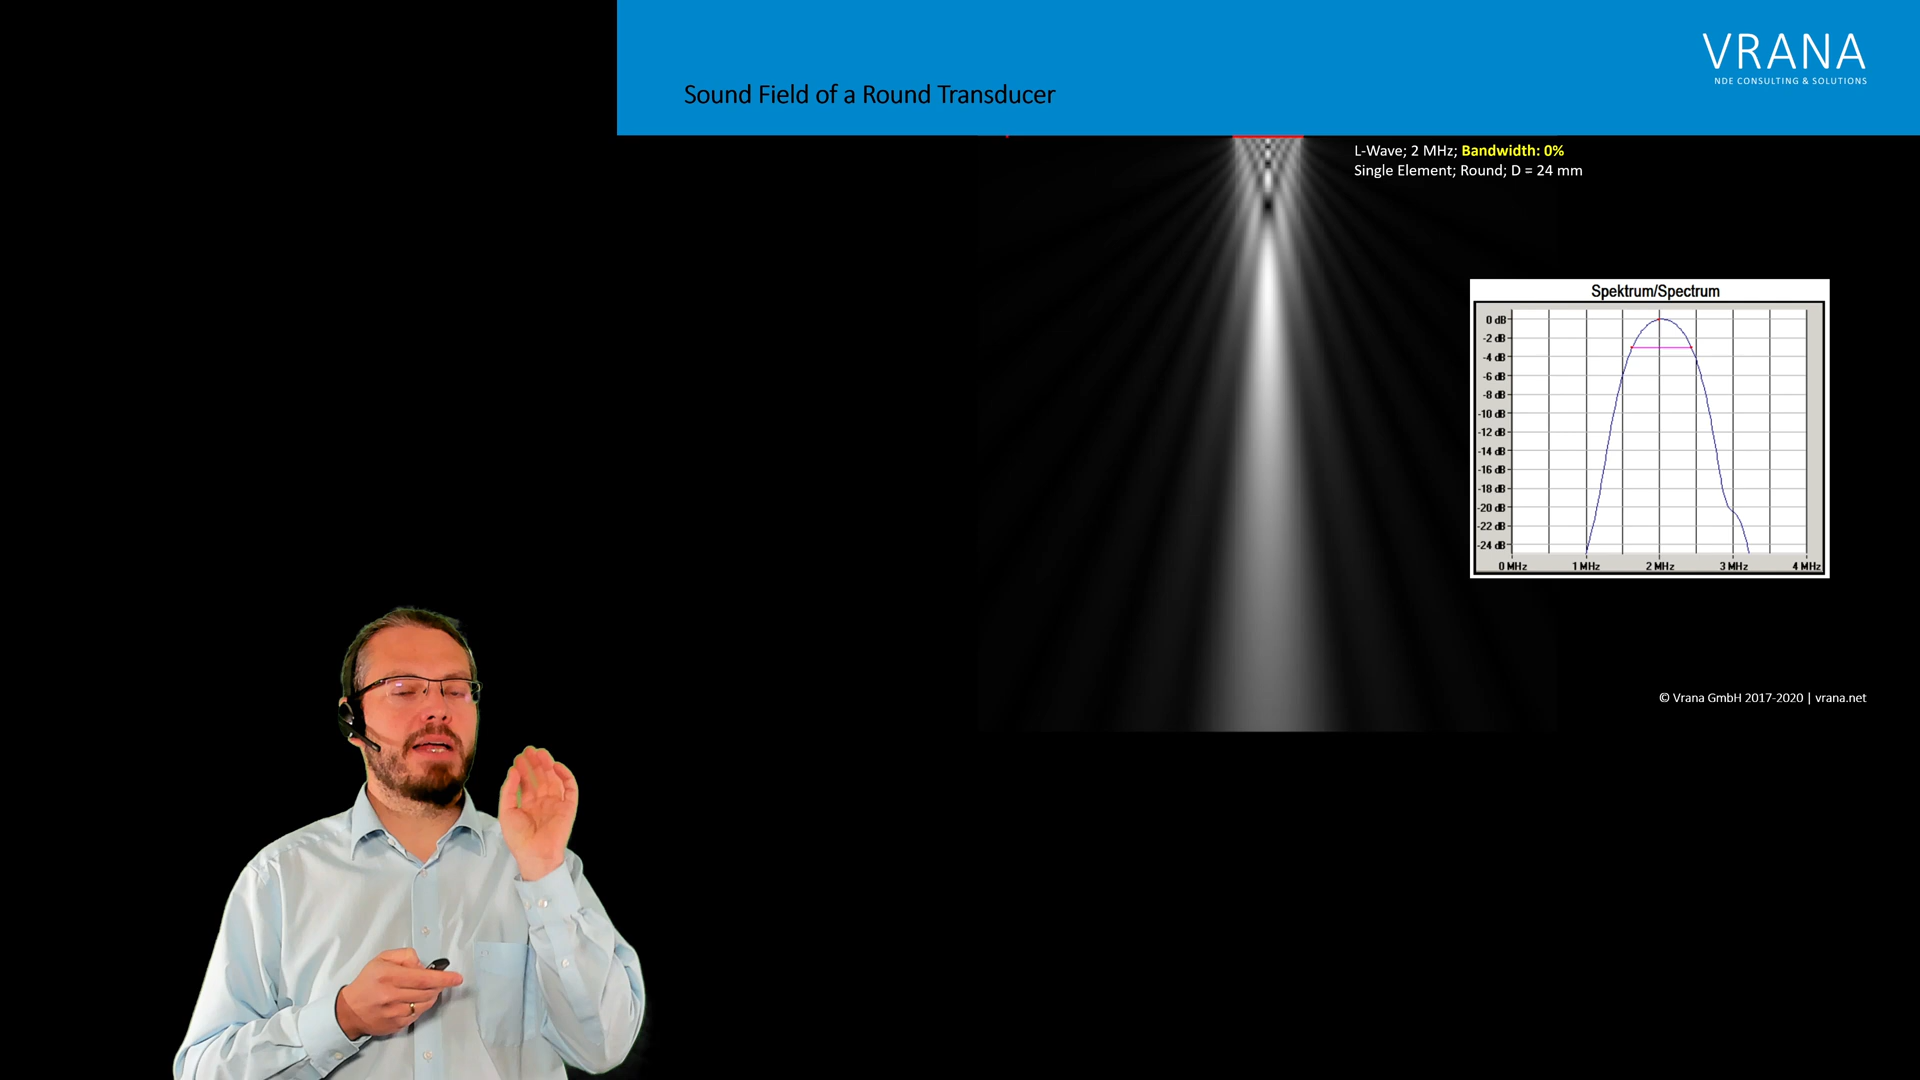 VRANA
NDE CONSULTING & SOLUTIONS
Sound Field of a Round Transducer
L-Wave; 2 MHz; Bandwidth: 0%
Single Element; Round; D = 24 mm
Spektrum/Spectrum
0 dB
-2 dB
-4 dB
-6 dB
-8 dB
-10 dB
-12 dB
-14 dB
-16 dB
-18 dB
-20 dB
-22 dB
-24 dB
0 MHz 1 MHz 2 MHz 3 MHz 4 MHz
© Vrana GmbH 2017-2020 | vrana.net